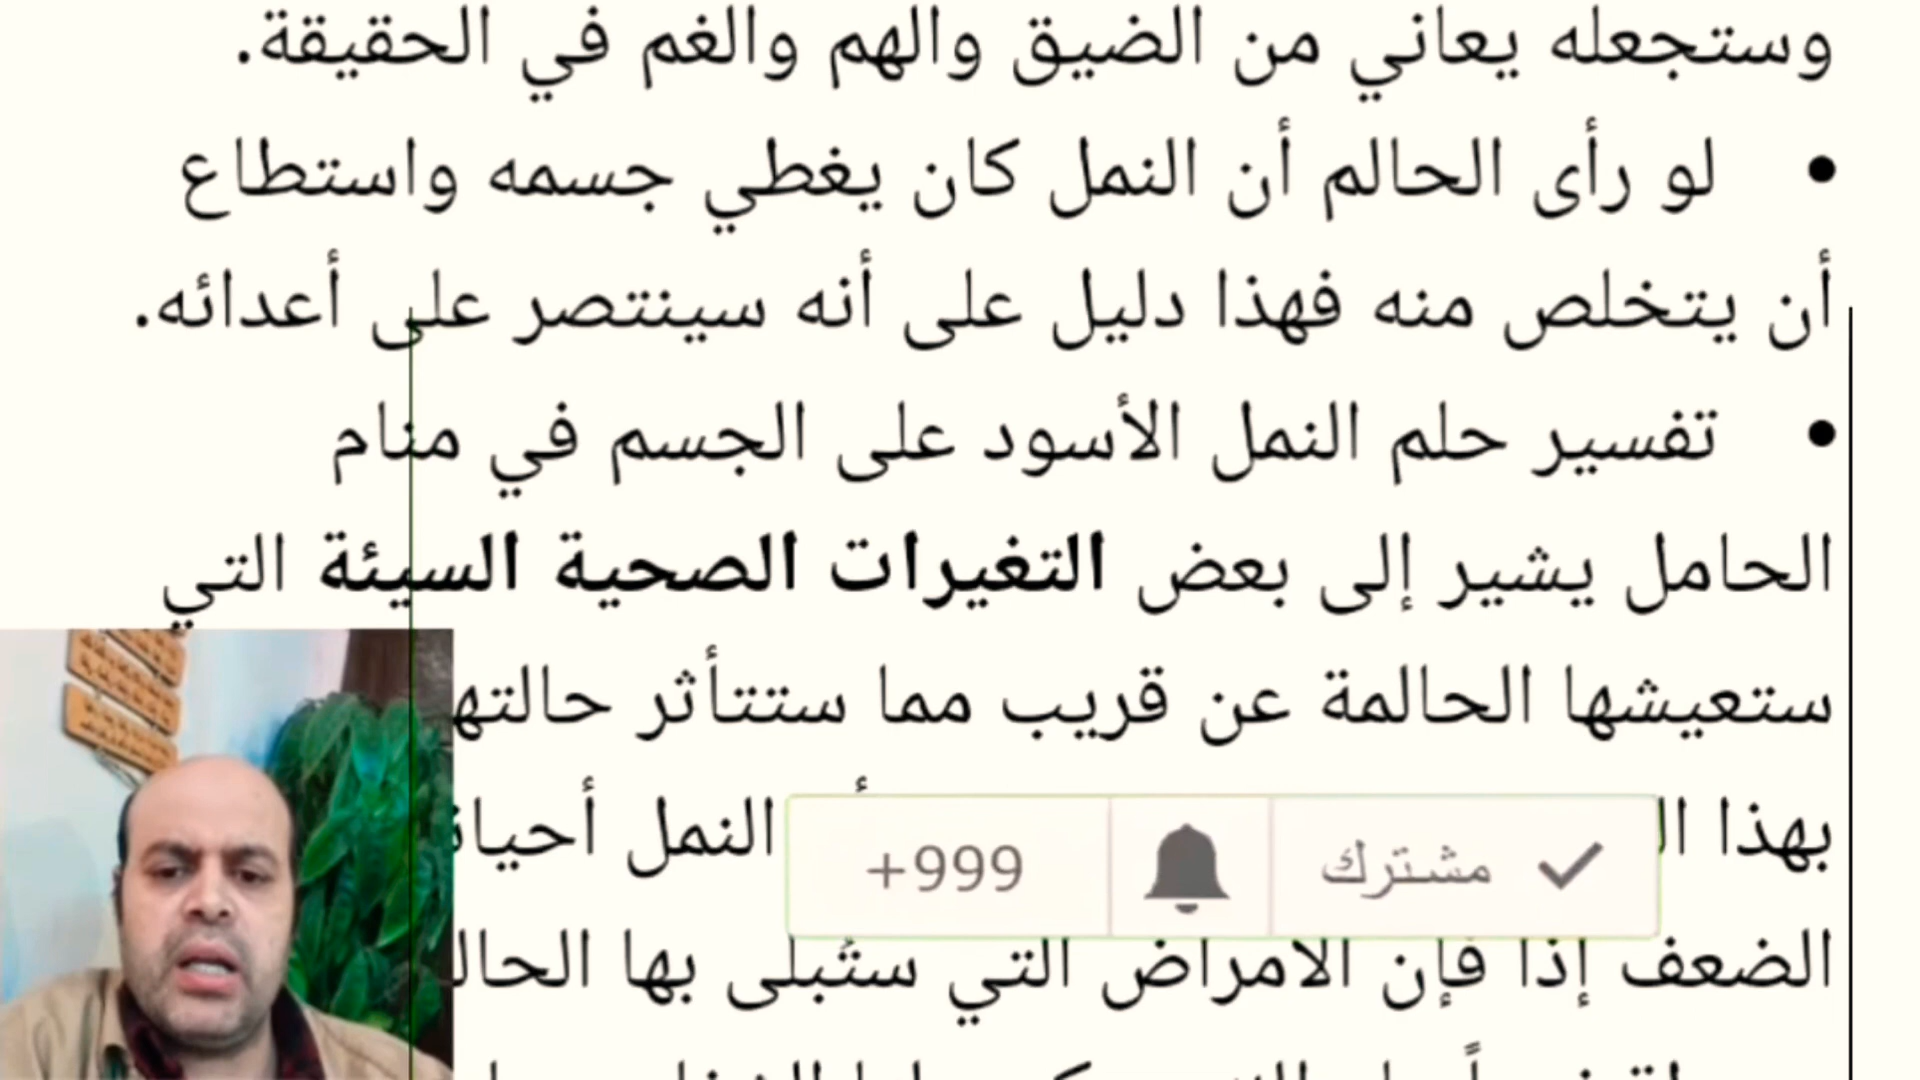 وستجعله يعاني من الضيق والهم والغم في الحقيقة.
• لو رأى الحالم أن النمل كان يغطي جسمه واستطاع
أن يتخلص منه فهذا دليل على أنه سينتصر على أعدائه.
• تفسير حلم النمل الأسود على الجسم في منام
الحامل يشير إلى بعض التغيرات الصحية السيئة التي
ستعيشها الحالمة عن قريب مما ستتأثر حالتها
بهذا النمل
مشترك
999+
الضعف إذا فإن الأمراض التي ستُبلى بها